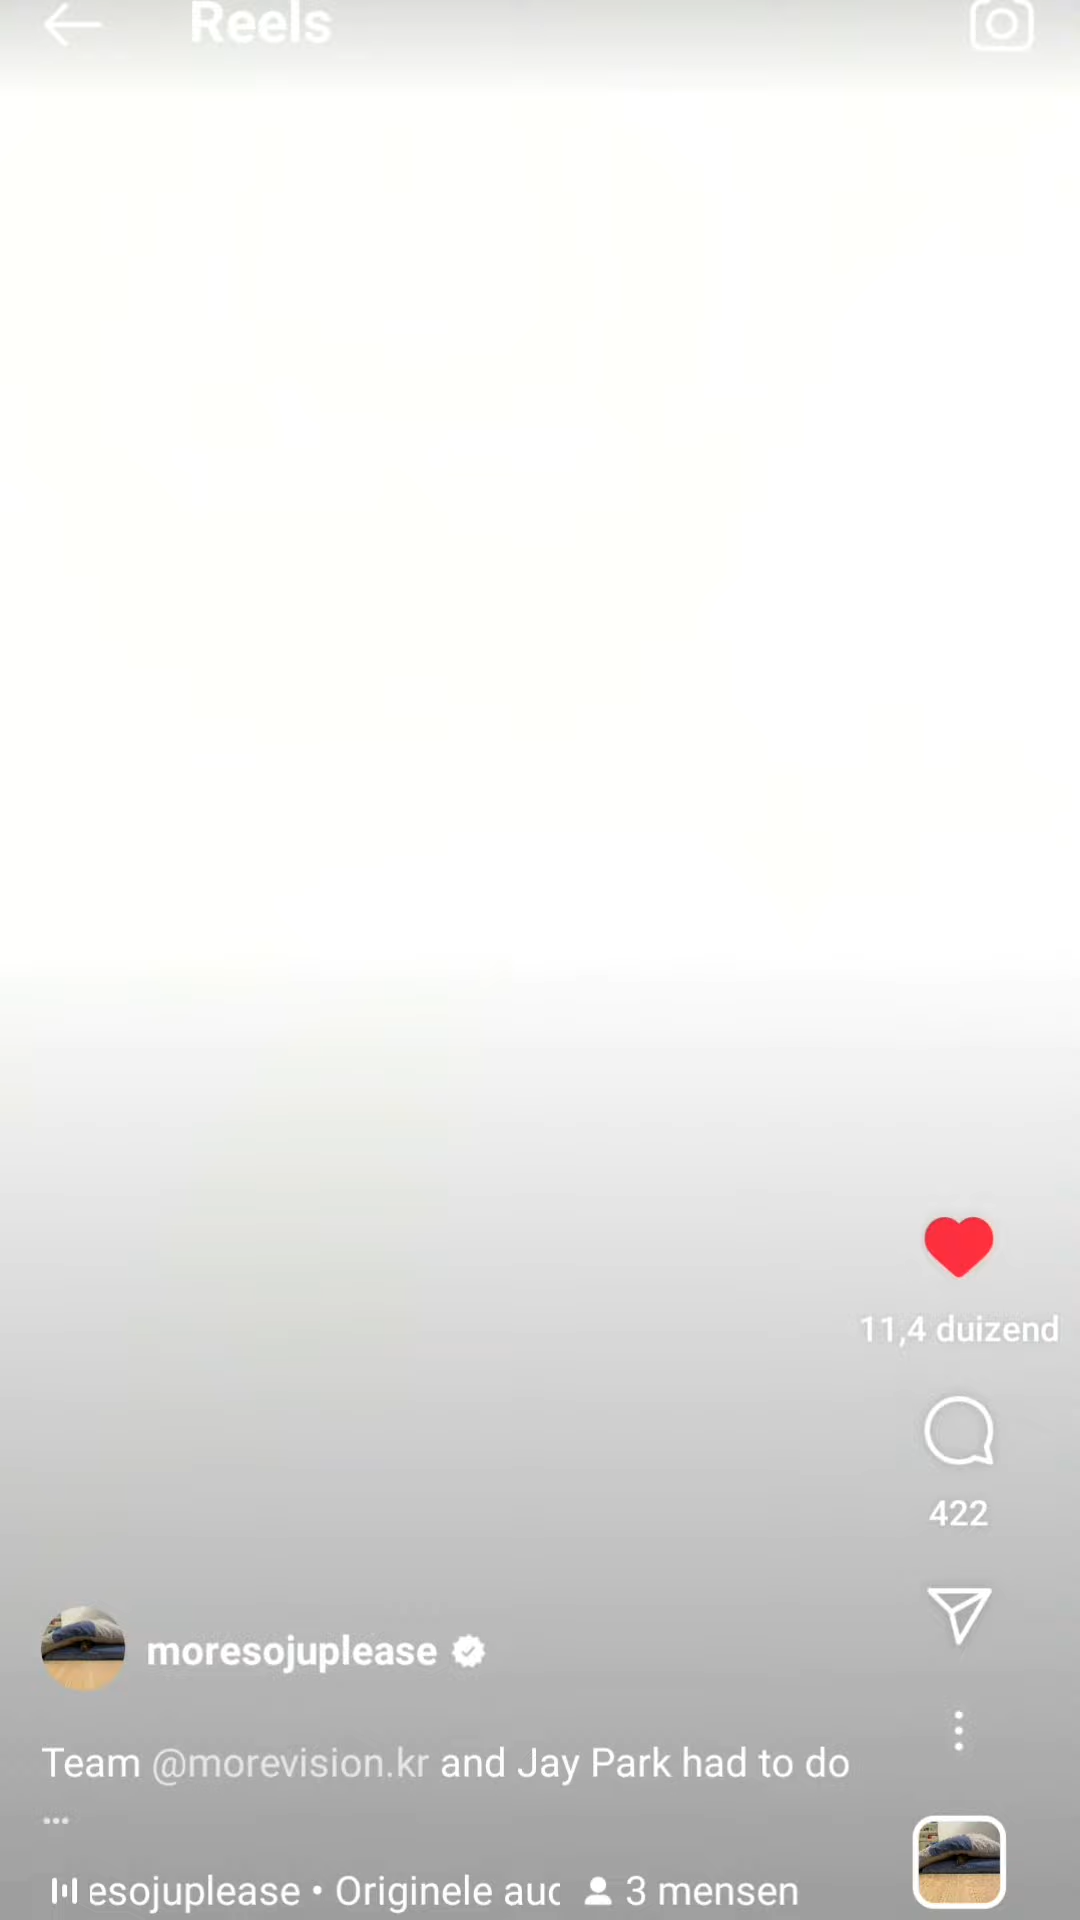 Reels
11,4 duizend
422
moresojuplease
Team @morevision.kr and Jay Park had to do
...
esojuplease • Originele auc 3 mensen